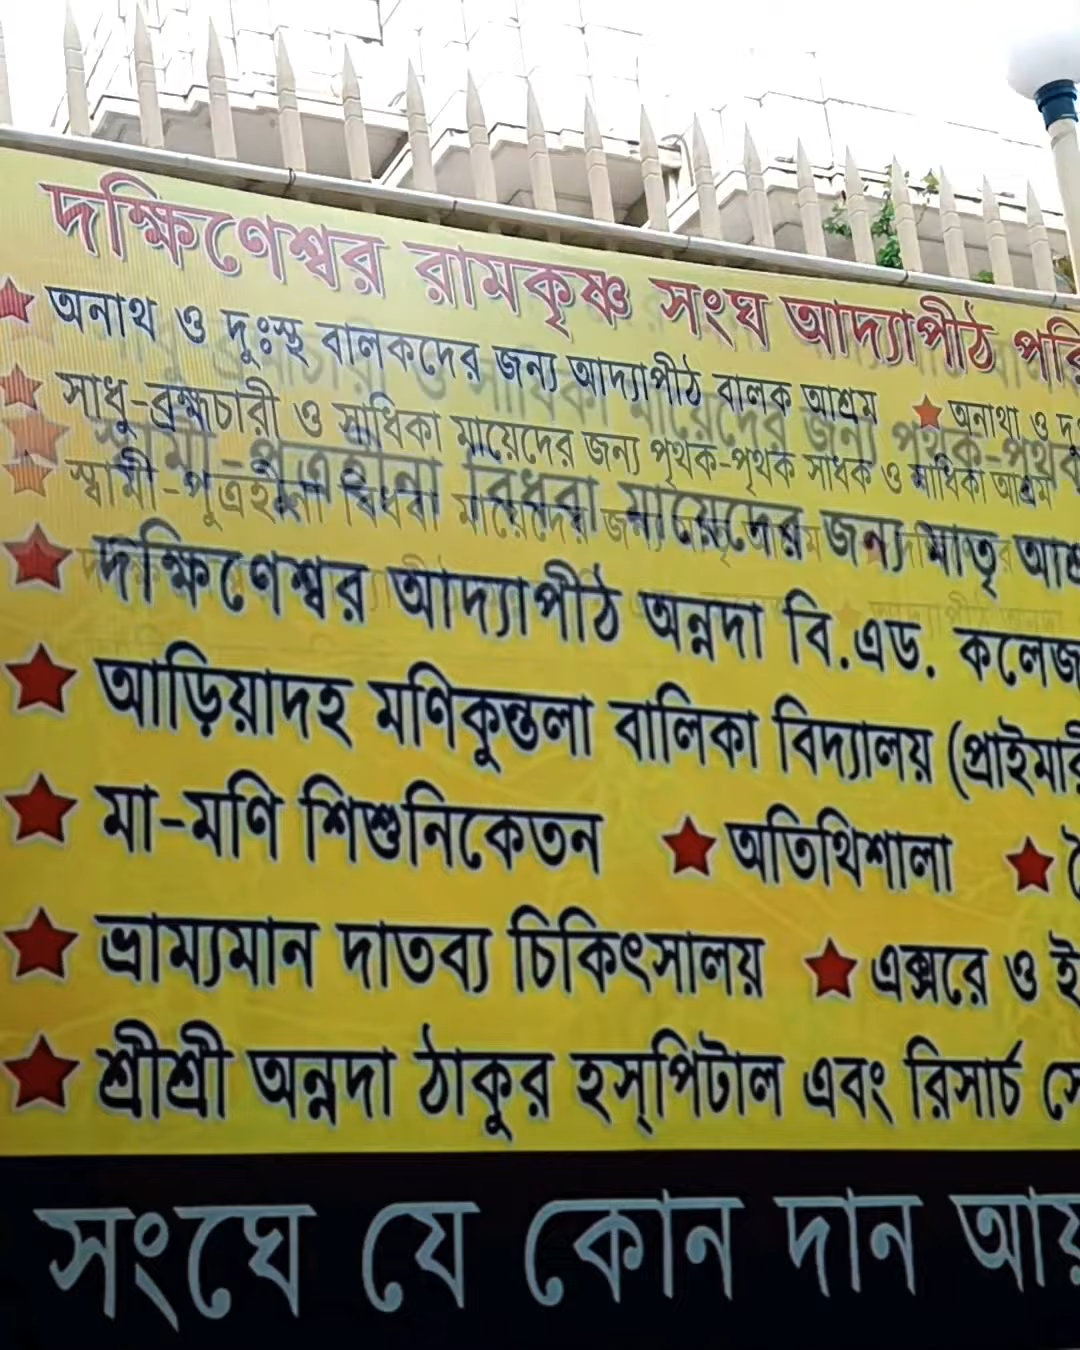 দক্ষিণেশ্বর রামকৃষ্ণ সংঘ আদ্যাপীঠ
অনাথ ও দুঃস্থ বালকদের জন্য আদ্যাপীঠ বালক আশ্রম অনাথা ও
সাধু-ব্রহ্মচারী ও সাধিকা মায়েদের জন্য পৃথক-পৃথক সাধক ও সাধিকা আশ্রম
স্বামী-পুত্রহীনা বিধবা মায়েদের জন্য মাতৃ
দক্ষিণেশ্বর আদ্যাপীঠ অন্নদা বি.এড. কলেজ
আড়িয়াদহ মণিকুন্তলা বালিকা বিদ্যালয় (প্রাইমারি
মা-মণি শিশুনিকেতন অতিথিশালা
ভ্রাম্যমান দাতব্য চিকিৎসালয় এক্সরে ও ই
শ্রীশ্রী অন্নদা ঠাকুর হস্পিটাল এবং রিসার্চ সে
সংঘে যে কোন দান আয়